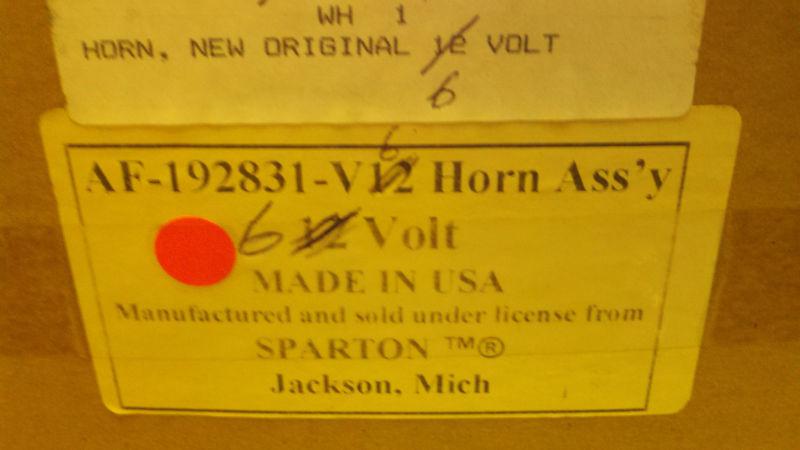 WH 1
HORN, NEW ORIGINAL 12 VOLT
6
6
AF-192831-V12 Horn Ass'y
6 12 Volt
MADE IN USA
Manufactured and sold under license from
SPARTON ™®
Jackson, Mich